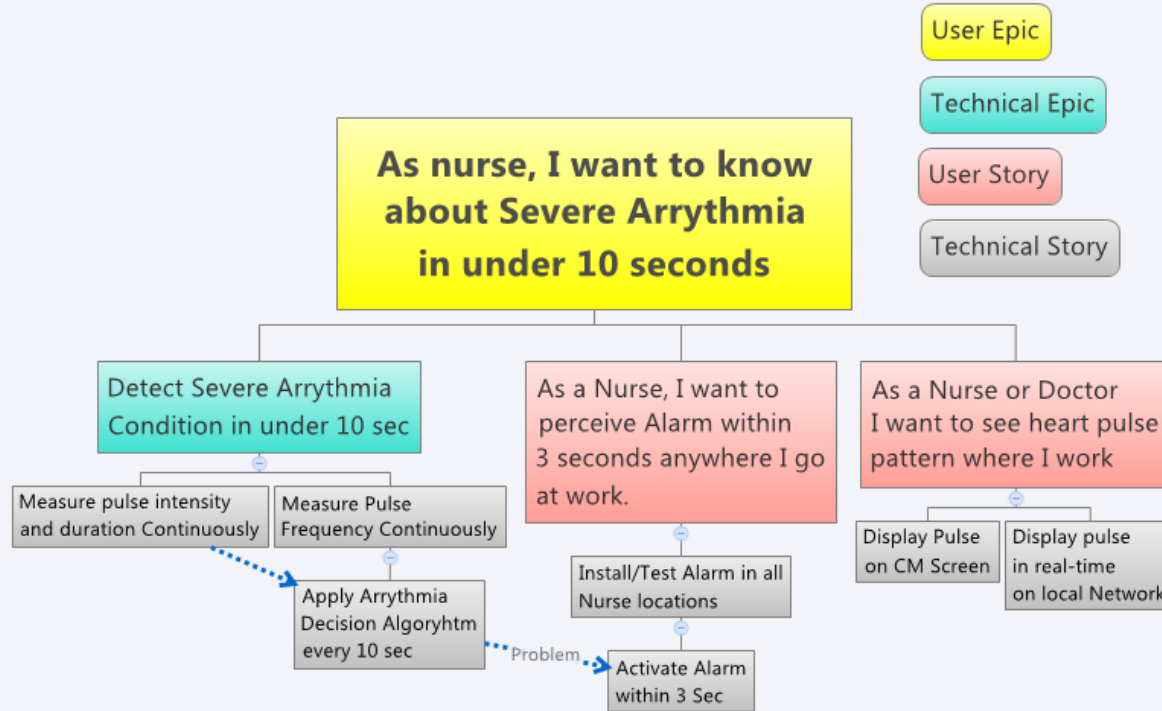 User Epic
Technical Epic
User Story
Technical Story
As nurse, I want to know
about Severe Arrythmia
in under 10 seconds
Detect Severe Arrythmia
Condition in under 10 sec
As a Nurse, I want to
perceive Alarm within
3 seconds anywhere I go
at work.
As a Nurse or Doctor
I want to see heart pulse
pattern where I work
Measure pulse intensity
and duration Continuously
Measure Pulse
Frequency Continuously
Apply Arrythmia
Decision Algoryhtm
every 10 sec
Problem
Install/Test Alarm in all
Nurse locations
Activate Alarm
within 3 Sec
Display Pulse
on CM Screen
Display pulse
in real-time
on local Network